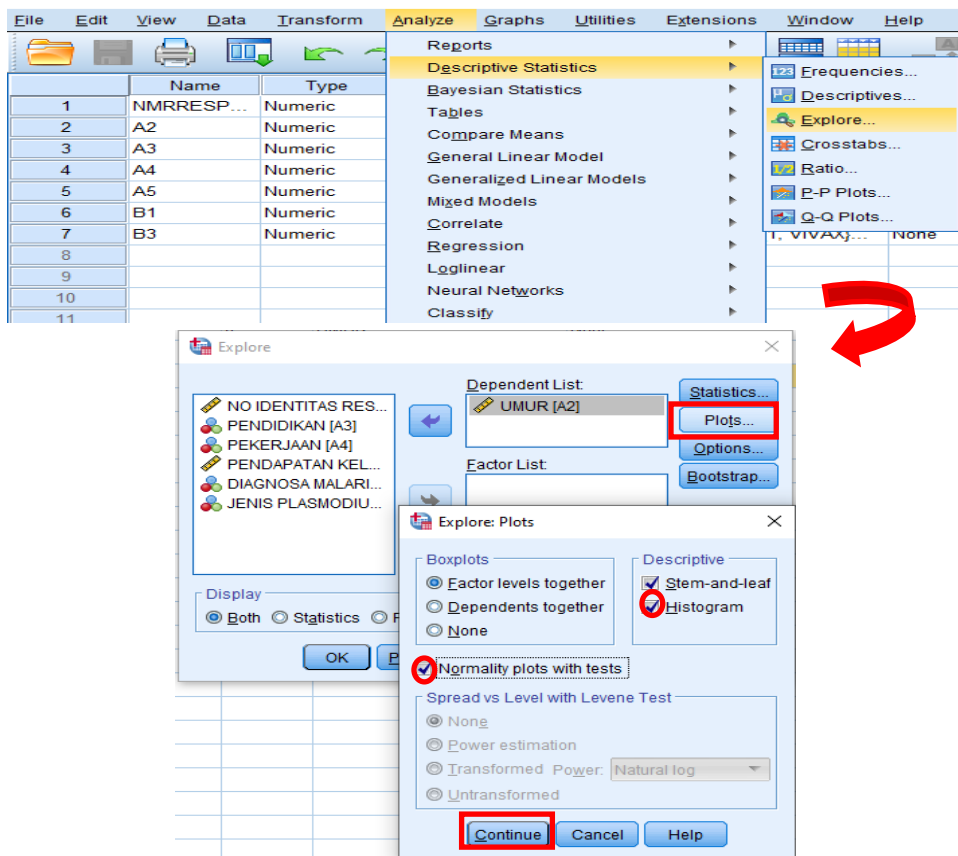 File Edit View Data Transform Analyze Graphs Utilities Extensions Window Help
Name Type
1 NMRRESP... Numeric
2 A2 Numeric
3 A3 Numeric
4 A4 Numeric
5 A5 Numeric
6 B1 Numeric
7 B3 Numeric
8
9
10
11
Reports
Descriptive Statistics
Bayesian Statistics
Tables
Compare Means
General Linear Model
Generalized Linear Models
Mixed Models
Correlate
Regression
Loglinear
Neural Networks
Classify
123 Frequencies...
Descriptives...
Explore...
Crosstabs...
1/2 Ratio...
P-P Plots...
Q-Q Plots...
1, VIVAX}... None
Explore
NO IDENTITAS RES...
PENDIDIKAN [A3]
PEKERJAAN [A4]
PENDAPATAN KEL...
DIAGNOSA MALARI...
JENIS PLASMODIU...
Dependent List:
UMUR [A2]
Factor List:
Statistics...
Plots...
Options...
Bootstrap...
Display
Both Statistics P
OK P
Explore: Plots
Boxplots
Factor levels together
Dependents together
None
Descriptive
Stem-and-leaf
Histogram
Normality plots with tests
Spread vs Level with Levene Test
None
Power estimation
Transformed Power: Natural log
Untransformed
Continue Cancel Help